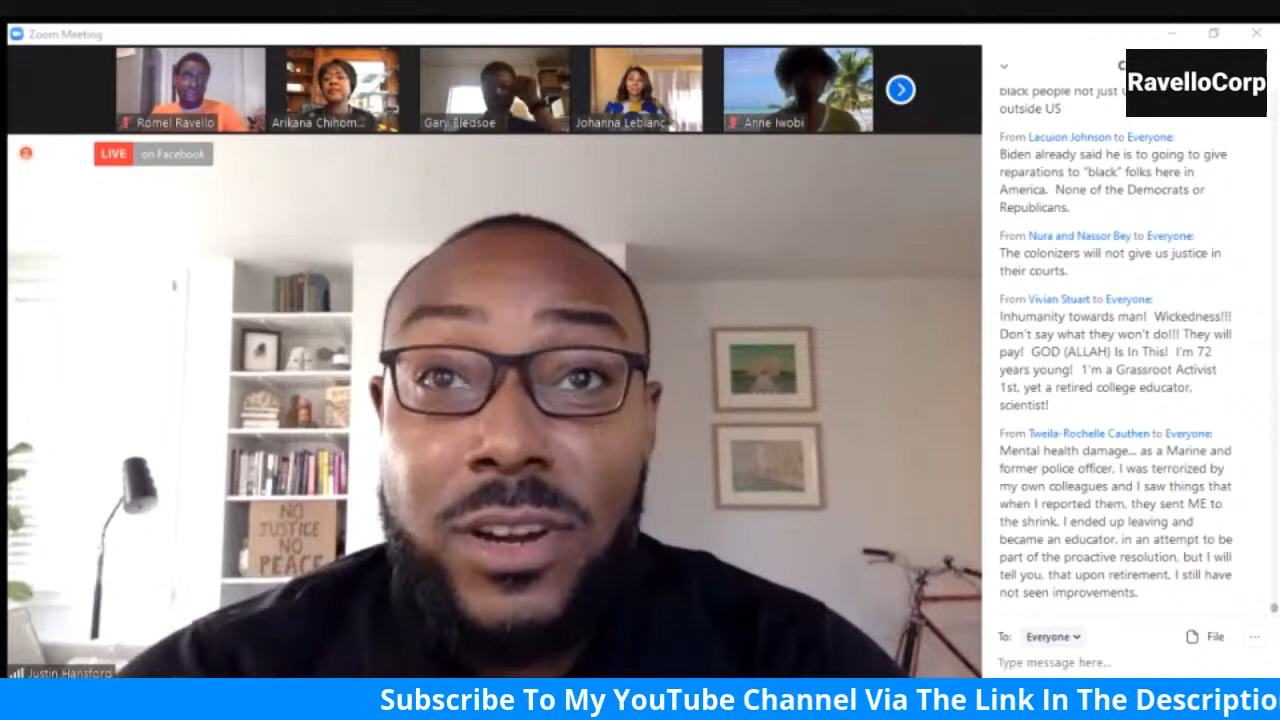 Zoom Meeting
Romel Ravello
Arikana Chihom...
Gary Bledsoe
Johanna Leblanc
Anne Iwobi
RavelloCorp
LIVE on Facebook
black people not just
outside US
From Lacuion Johnson to Everyone:
Biden already said he is to going to give
reparations to "black" folks here in
America. None of the Democrats or
Republicans.
From Nura and Nassor Bey to Everyone:
The colonizers will not give us justice in
their courts.
From Vivian Stuart to Everyone:
Inhumanity towards man! Wickedness!!!
Don't say what they won't do!!! They will
pay! GOD (ALLAH) Is In This! I'm 72
years young! 1'm a Grassroot Activist
1st, yet a retired college educator,
scientist!
From Tweila-Rochelle Cauthen to Everyone:
Mental health damage... as a Marine and
former police officer, I was terrorized by
my own colleagues and I saw things that
when I reported them, they sent ME to
the shrink. I ended up leaving and
became an educator, in an attempt to be
part of the proactive resolution, but I will
tell you, that upon retirement, I still have
not seen improvements.
NO
JUSTICE
NO
PEACE
Justin Hansford
To: Everyone File
Type message here...
Subscribe To My YouTube Channel Via The Link In The Descriptio